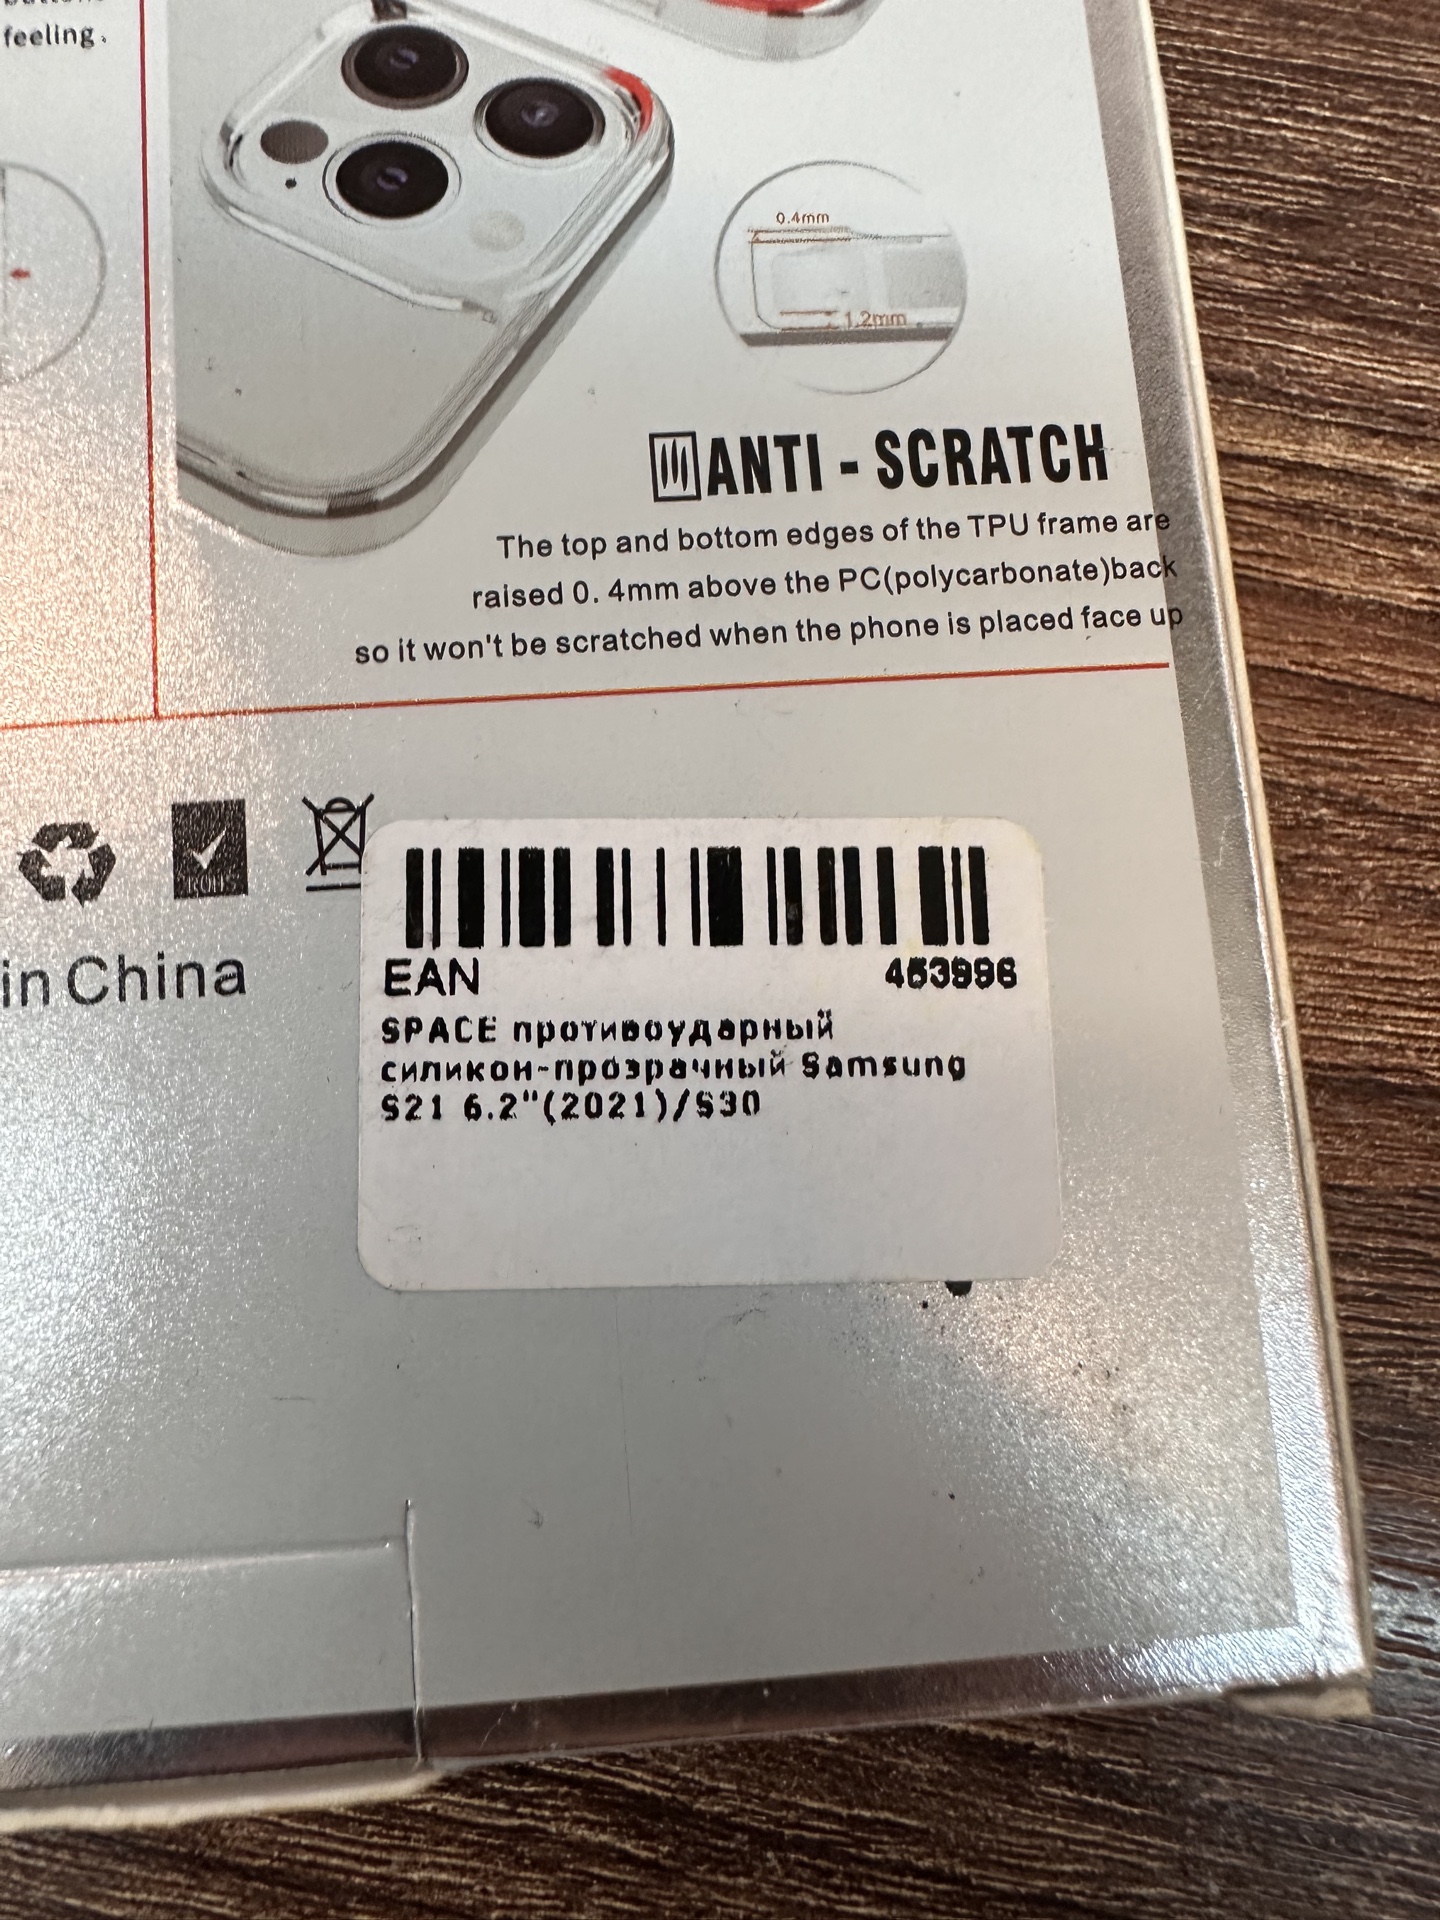 feeling.
0.4mm
1.2mm
ANTI - SCRATCH
The top and bottom edges of the TPU frame are
raised 0. 4mm above the PC(polycarbonate)back
so it won't be scratched when the phone is placed face up
ROHS
in China
EAN 453996
SPACE противоударный
силикон-прозрачный Samsung
S21 6.2"(2021)/S30